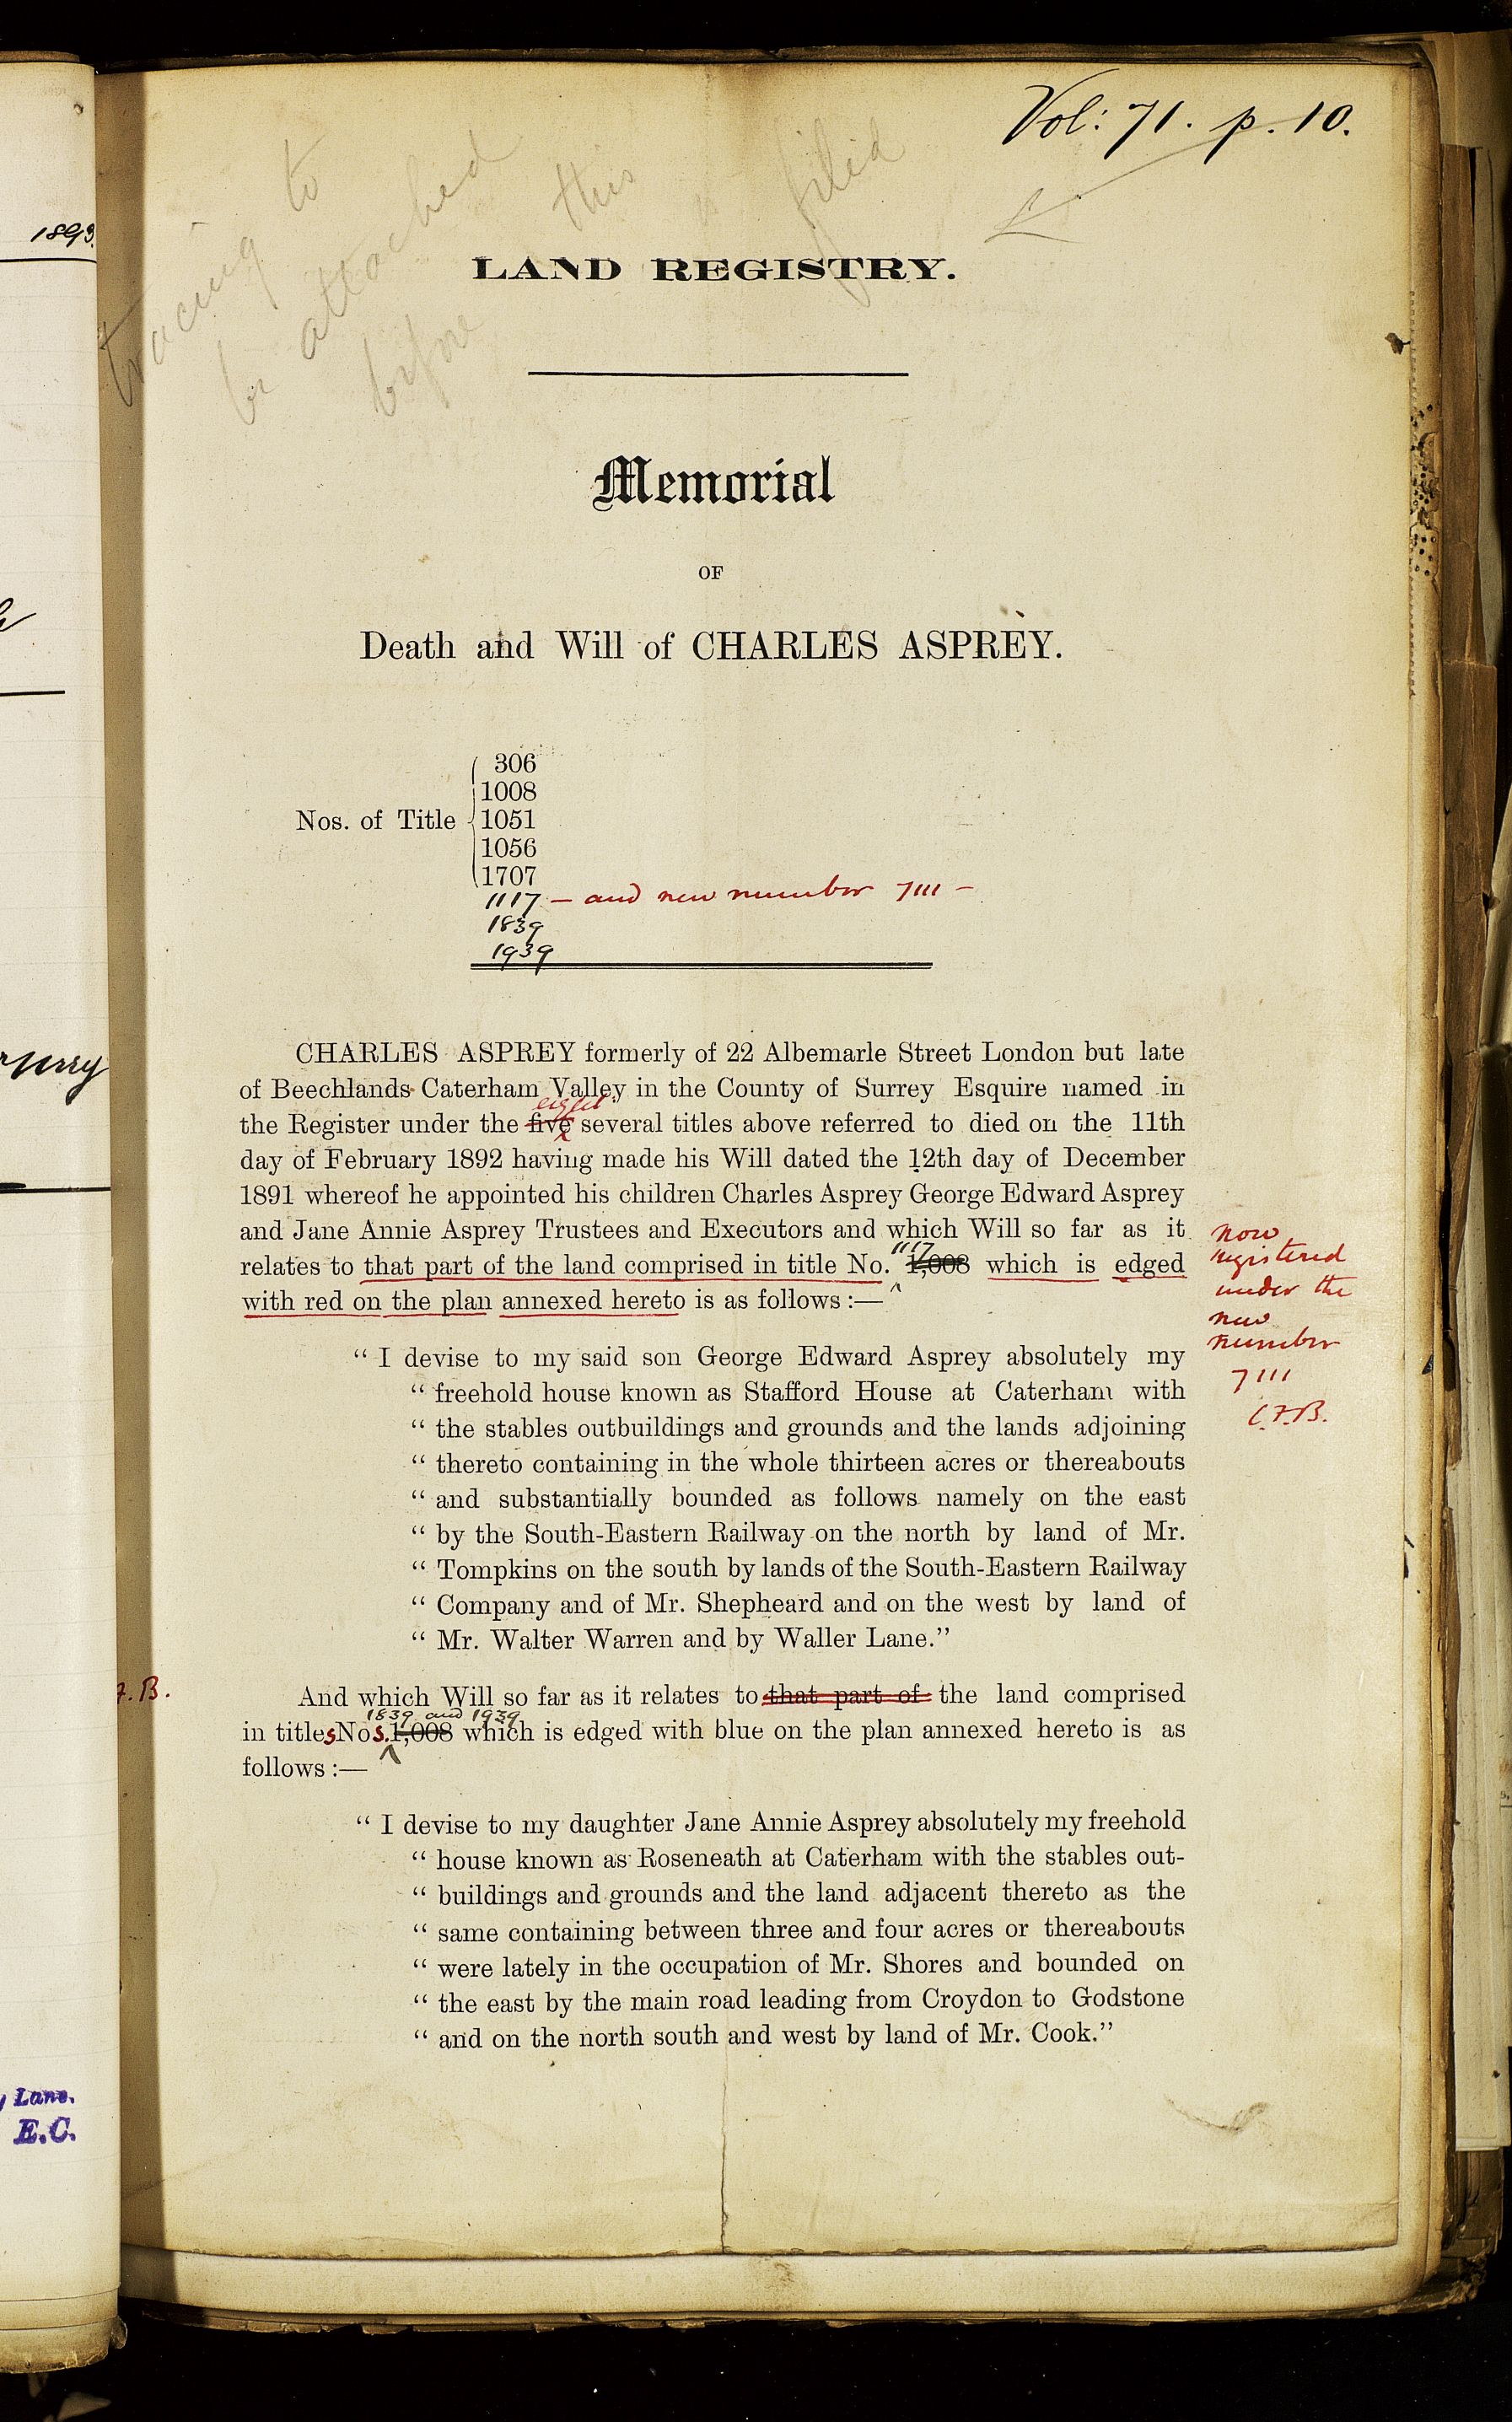 1893.
Lane.
E.C.
Vol: 71. p. 10.
tracing to
be attached
before this is filed
LAND REGISTRY.
Memorial
OF
Death and Will of CHARLES ASPREY.
306
1008
Nos. of Title 1051
1056
1707
1117 — and new number 7111 —
1839
1939
CHARLES ASPREY formerly of 22 Albemarle Street London but late
of Beechlands Caterham Valley in the County of Surrey Esquire named in
eight
the Register under the five several titles above referred to died on the 11th
day of February 1892 having made his Will dated the 12th day of December
1891 whereof he appointed his children Charles Asprey George Edward Asprey
and Jane Annie Asprey Trustees and Executors and which Will so far as it
1117
relates to that part of the land comprised in title No. 1,008 which is edged
with red on the plan annexed hereto is as follows :—
now
registered
under the
new
number
7111
C.F.B.
“ I devise to my said son George Edward Asprey absolutely my
“ freehold house known as Stafford House at Caterham with
“ the stables outbuildings and grounds and the lands adjoining
“ thereto containing in the whole thirteen acres or thereabouts
“ and substantially bounded as follows namely on the east
“ by the South-Eastern Railway on the north by land of Mr.
“ Tompkins on the south by lands of the South-Eastern Railway
“ Company and of Mr. Shepheard and on the west by land of
“ Mr. Walter Warren and by Waller Lane.”
F.B.
And which Will so far as it relates to that part of the land comprised
1839 and 1939
in titles Nos. 1,008 which is edged with blue on the plan annexed hereto is as
follows :—
“ I devise to my daughter Jane Annie Asprey absolutely my freehold
“ house known as Roseneath at Caterham with the stables out-
“ buildings and grounds and the land adjacent thereto as the
“ same containing between three and four acres or thereabouts
“ were lately in the occupation of Mr. Shores and bounded on
“ the east by the main road leading from Croydon to Godstone
“ and on the north south and west by land of Mr. Cook.”